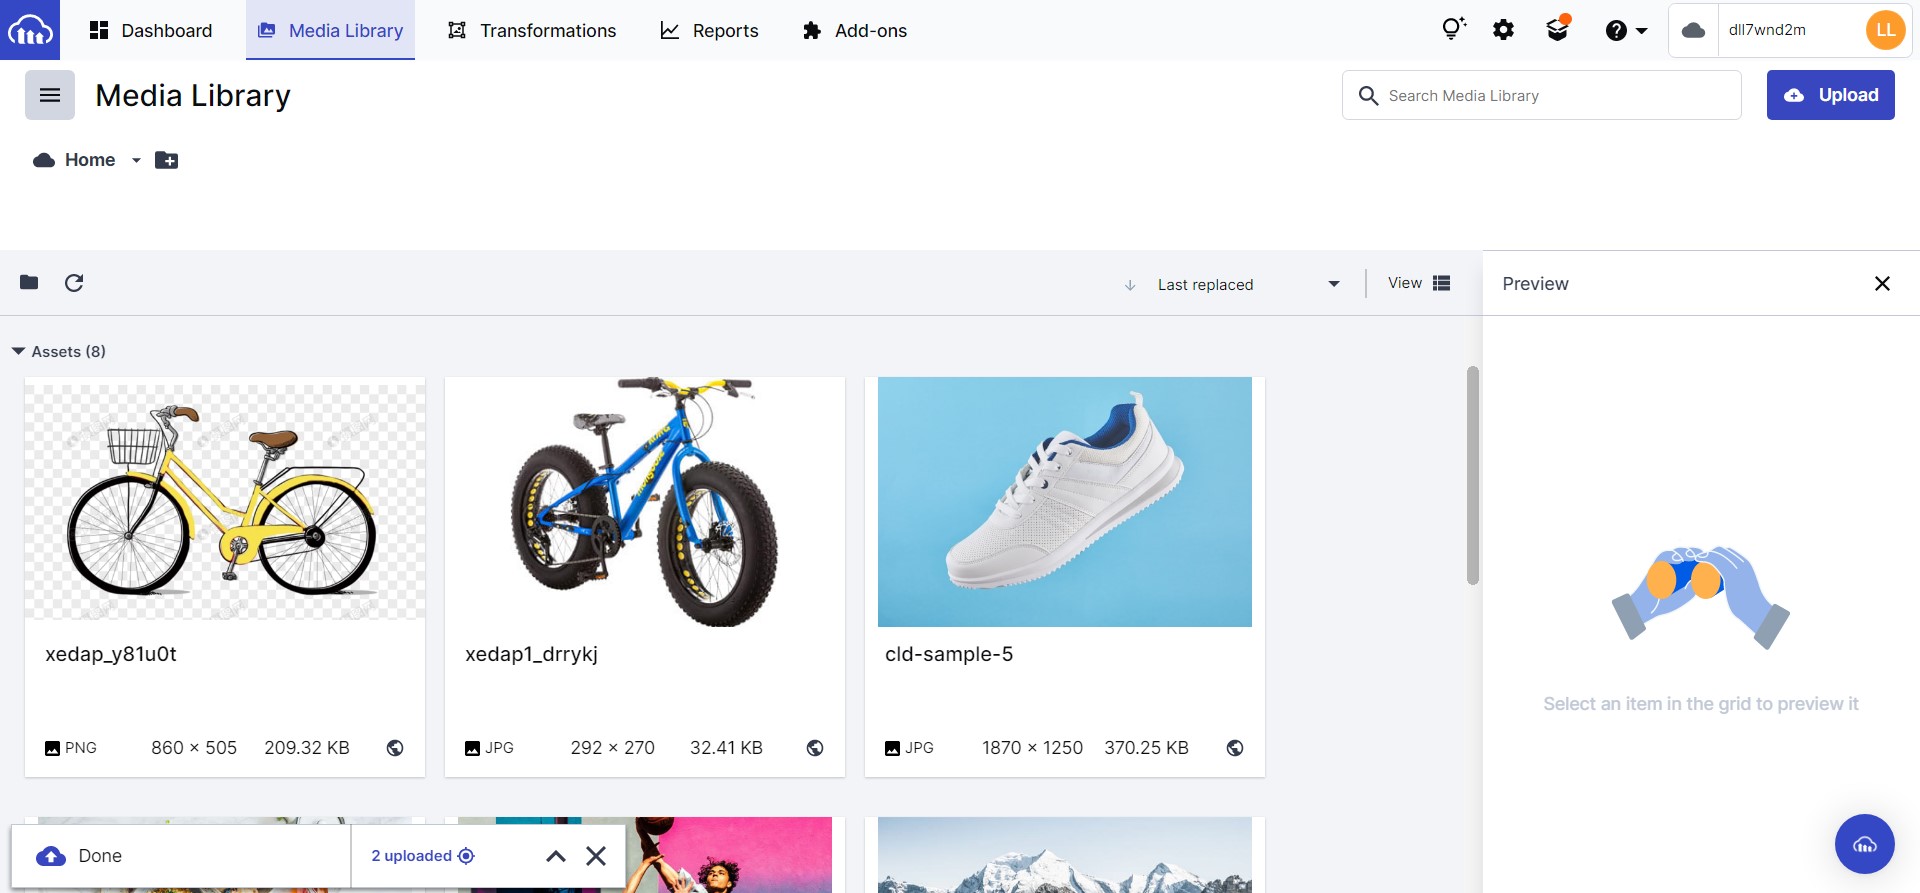 Dashboard
Media Library
Transformations
Reports
Add-ons
dll7wnd2m
LL
Media Library
Search Media Library
Upload
Home
Last replaced
View
Preview
Assets (8)
xedap_y81u0t
xedap1_drrykj
cld-sample-5
PNG 860 × 505 209.32 KB
JPG 292 × 270 32.41 KB
JPG 1870 × 1250 370.25 KB
Select an item in the grid to preview it
Done
2 uploaded